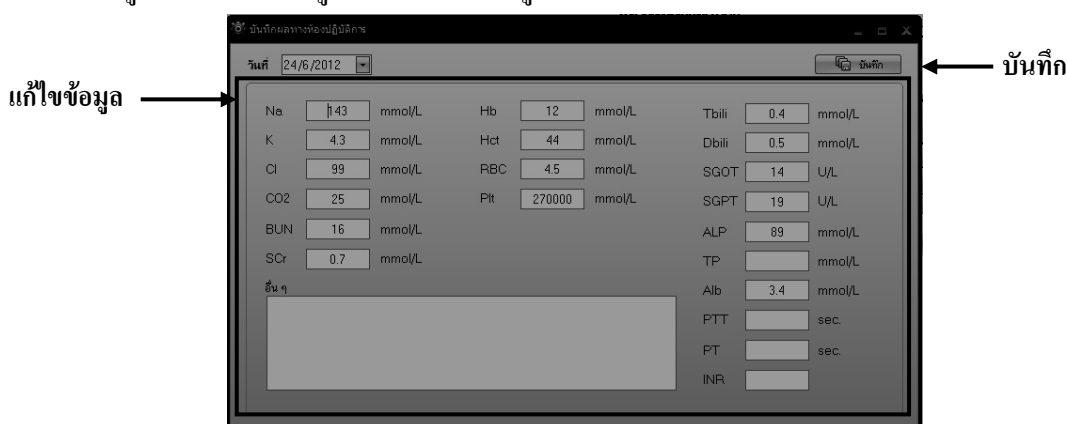 บันทึกผลทางห้องปฏิบัติการ
วันที่ 24/6/2012 บันทึก
บันทึก
แก้ไขข้อมูล
Na 143 mmol/L Hb 12 mmol/L Tbili 0.4 mmol/L
K 4.3 mmol/L Hct 44 mmol/L Dbili 0.5 mmol/L
Cl 99 mmol/L RBC 4.5 mmol/L SGOT 14 U/L
CO2 25 mmol/L Plt 270000 mmol/L SGPT 19 U/L
BUN 16 mmol/L ALP 89 mmol/L
SCr 0.7 mmol/L TP mmol/L
อื่น ๆ Alb 3.4 mmol/L
PTT sec.
PT sec.
INR